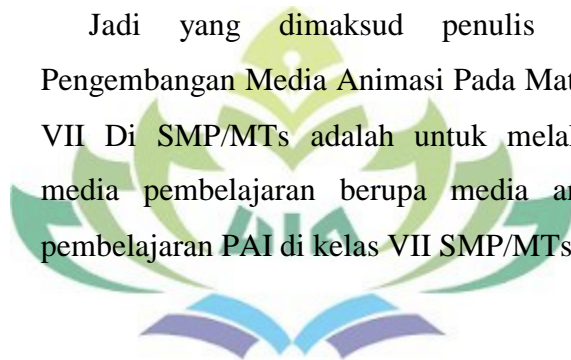 Jadi yang dimaksud penulis
Pengembangan Media Animasi Pada Mat
VII Di SMP/MTs adalah untuk melal
media pembelajaran berupa media an
pembelajaran PAI di kelas VII SMP/MTs